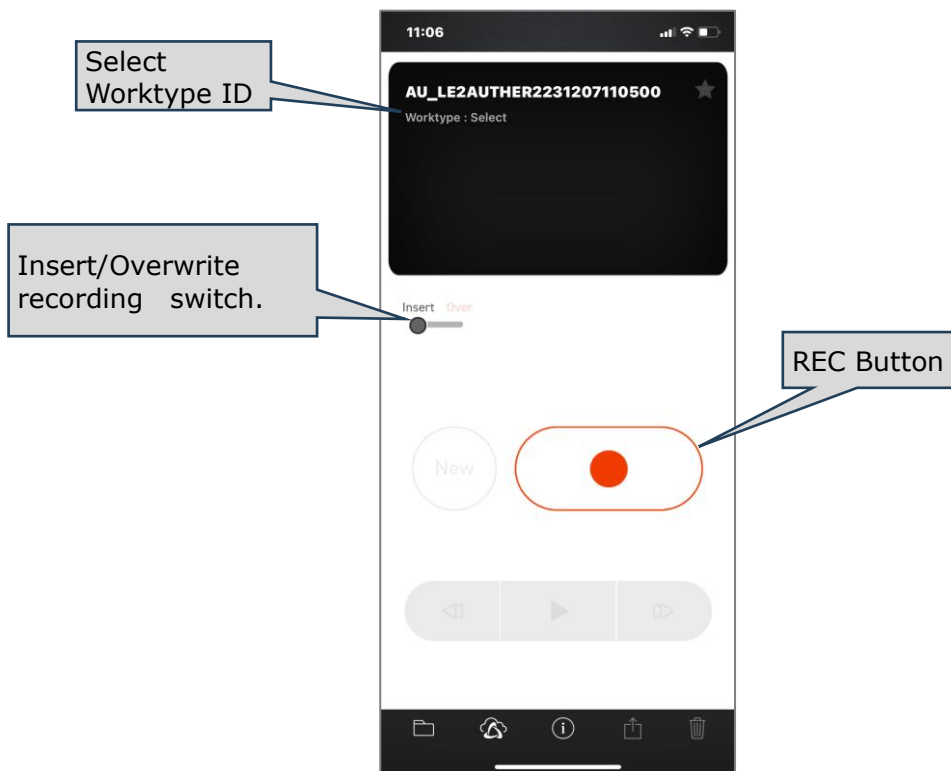 11:06
Select
Worktype ID
AU_LE2AUTHER2231207110500
Worktype : Select
Insert/Overwrite
recording switch.
Insert Over
REC Button
New